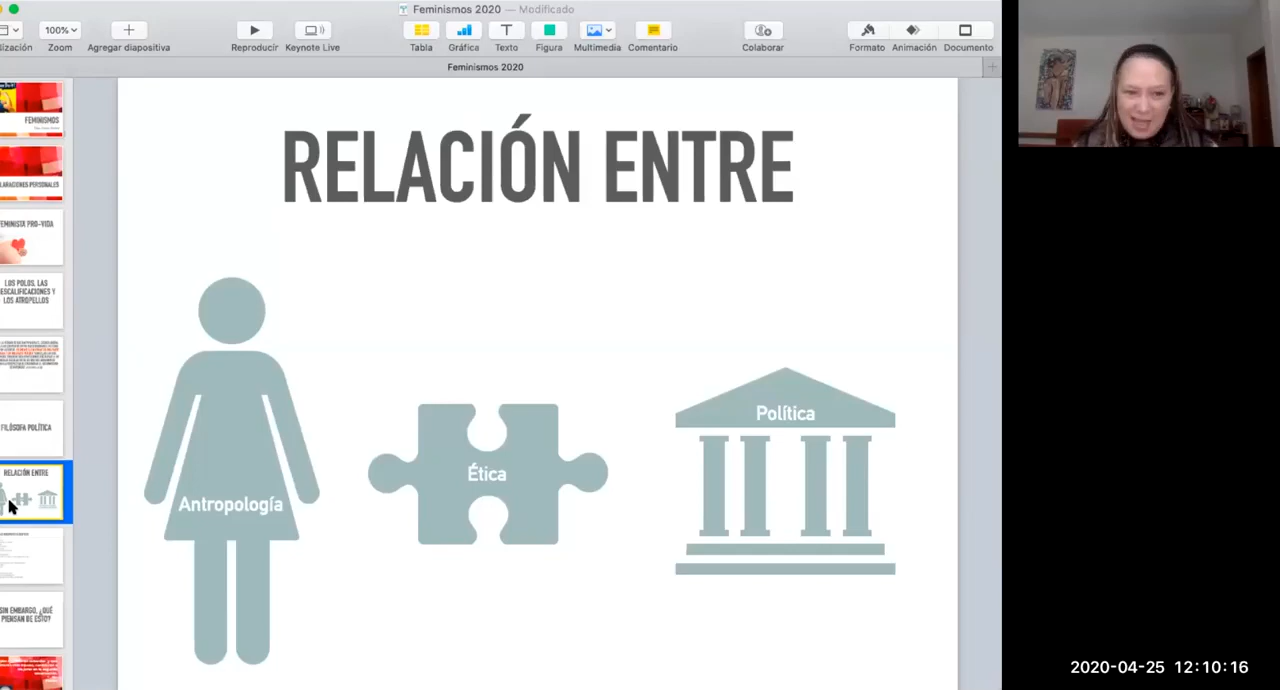 Feminismos 2020 — Modificado
100%
Zoom
Agregar diapositiva
Reproducir
Keynote Live
Tabla
Gráfica
Texto
Figura
Multimedia
Comentario
Colaborar
Formato
Animación
Documento
Feminismos 2020
RELACIÓN ENTRE
Antropología
Ética
Política
FEMINISMOS
PERSONALES
PRO-VIDA
LOS POLOS, LAS
Y
LOS ATROPELLOS
FILÓSOFA POLÍTICA
RELACIÓN ENTRE
SIN EMBARGO, ¿QUÉ
PIENSAN DE ESTO?
2020-04-25 12:10:16